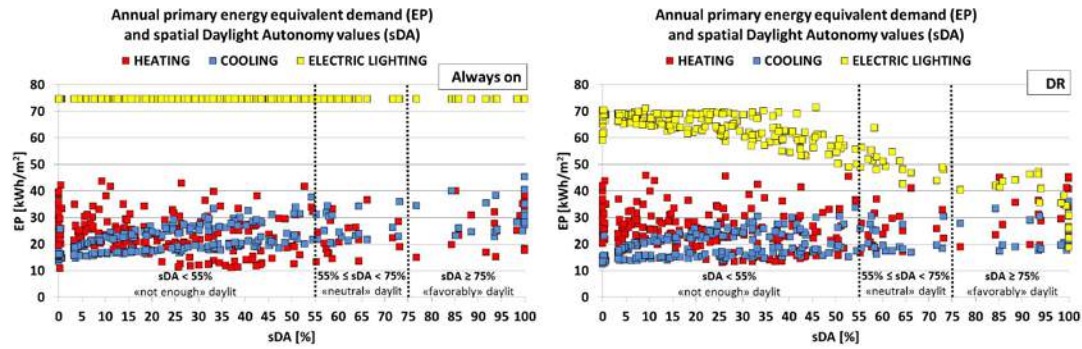 Annual primary energy equivalent demand (EP)
and spatial Daylight Autonomy values (sDA)
HEATING COOLING ELECTRIC LIGHTING
Always on
EP [kWh/m²]
80
70
60
50
40
30
20
10
0
sDA < 55% 55% ≤ sDA < 75% sDA ≥ 75%
«not enough» daylit «neutral» daylit «favorably» daylit
0 5 10 15 20 25 30 35 40 45 50 55 60 65 70 75 80 85 90 95 100
sDA [%]
Annual primary energy equivalent demand (EP)
and spatial Daylight Autonomy values (sDA)
HEATING COOLING ELECTRIC LIGHTING
DR
EP [kWh/m²]
80
70
60
50
40
30
20
10
0
sDA < 55% 55% ≤ sDA < 75% sDA ≥ 75%
«not enough» daylit «neutral» daylit «favorably» daylit
0 5 10 15 20 25 30 35 40 45 50 55 60 65 70 75 80 85 90 95 100
sDA [%]